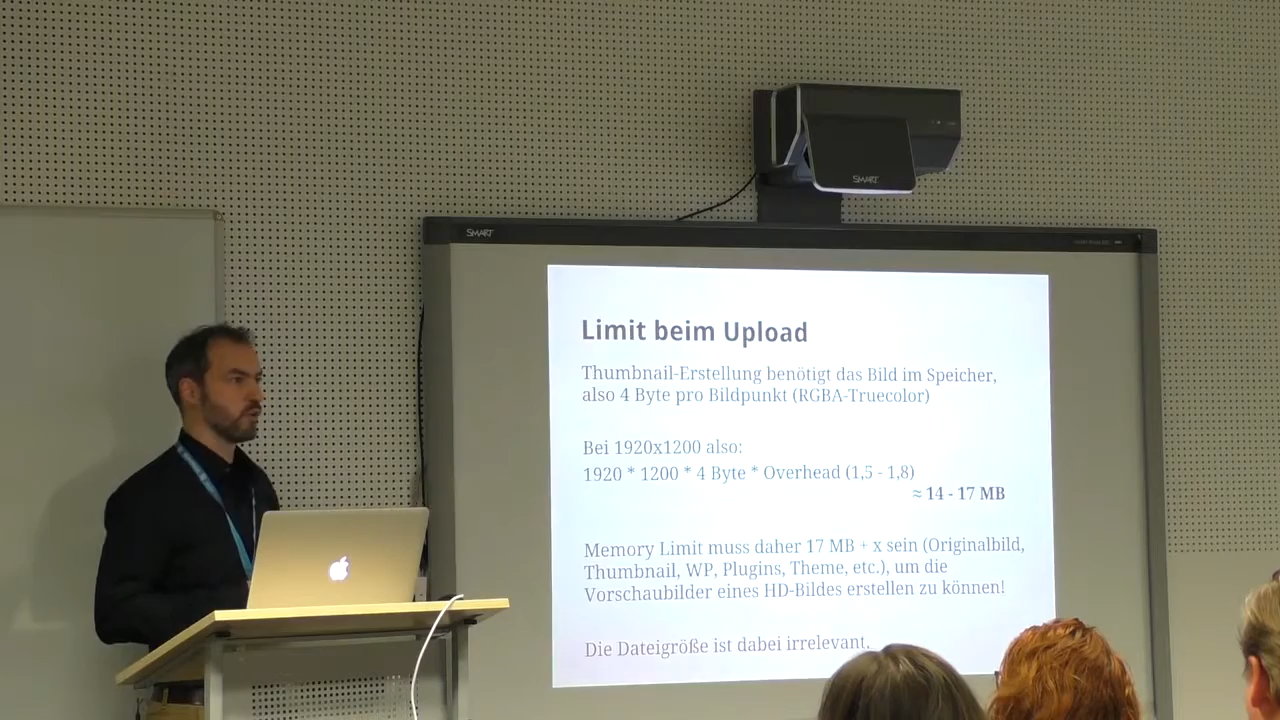 SMART
SMART
Limit beim Upload
Thumbnail-Erstellung benötigt das Bild im Speicher,
also 4 Byte pro Bildpunkt (RGBA-Truecolor)
Bei 1920x1200 also:
1920 * 1200 * 4 Byte * Overhead (1,5 - 1,8)
≈ 14 - 17 MB
Memory Limit muss daher 17 MB + x sein (Originalbild,
Thumbnail, WP, Plugins, Theme, etc.), um die
Vorschaubilder eines HD-Bildes erstellen zu können!
Die Dateigröße ist dabei irrelevant.